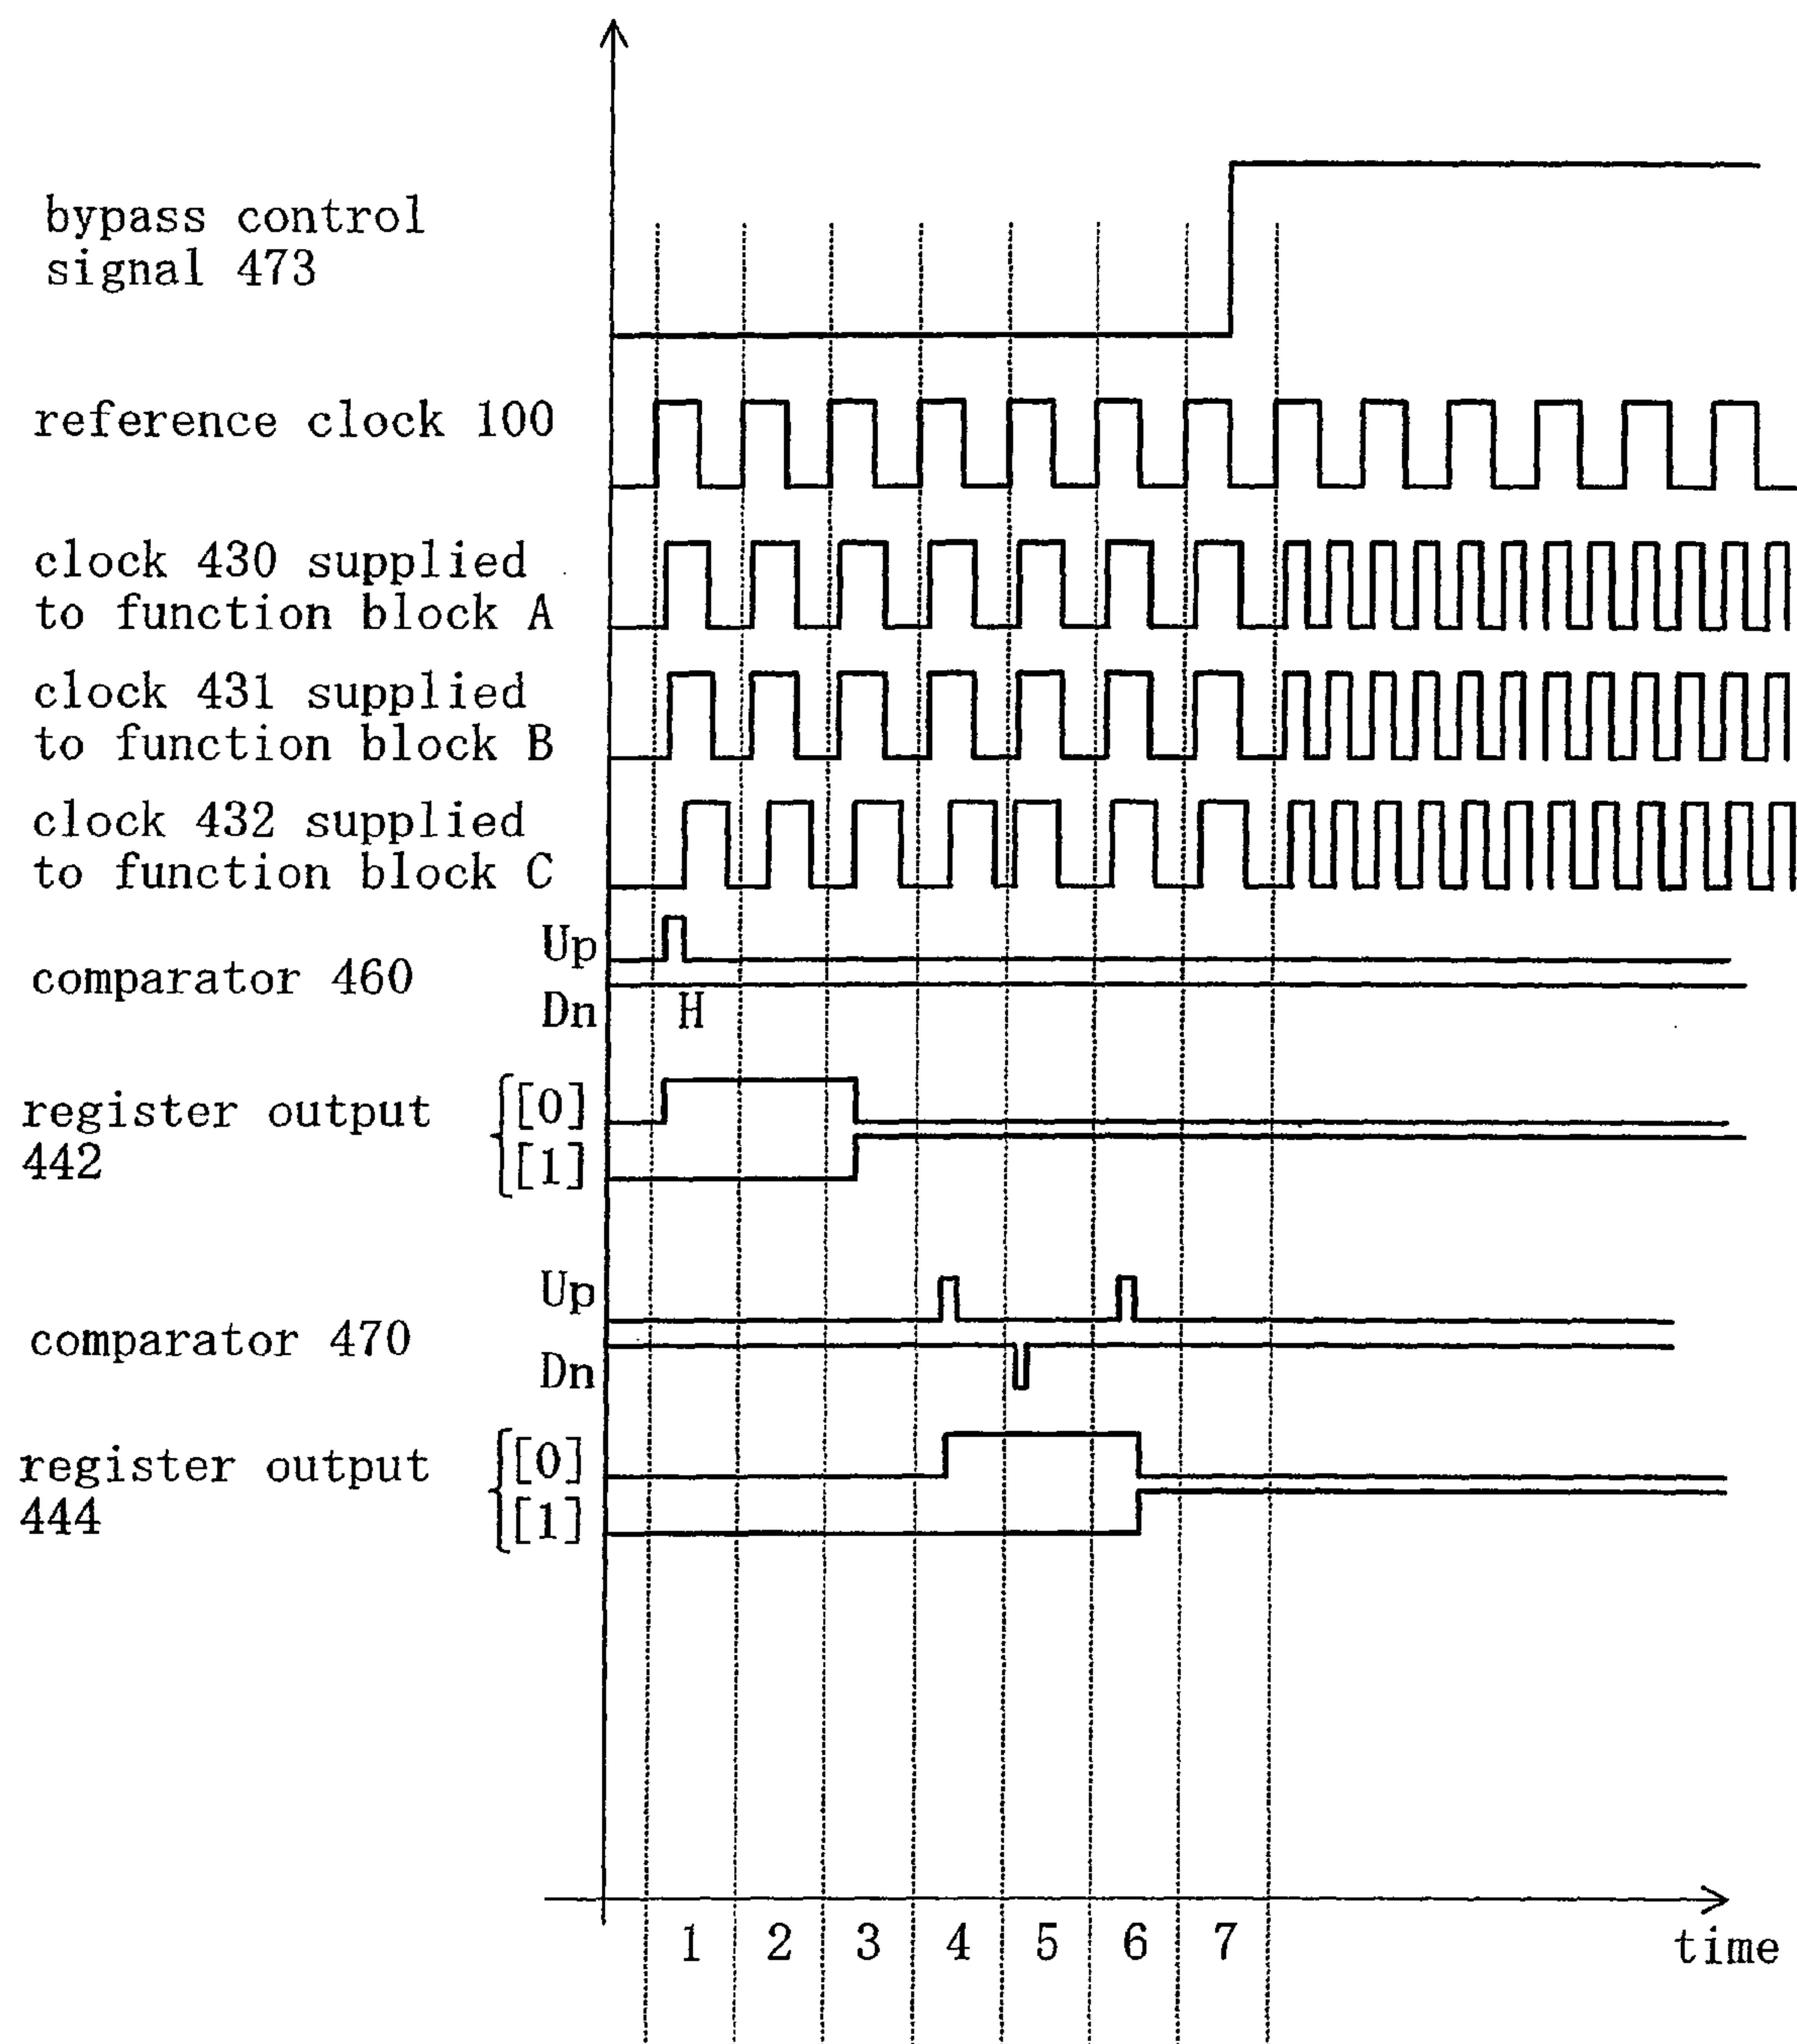 bypass control
signal 473
reference clock 100
clock 430 supplied
to function block A
clock 431 supplied
to function block B
clock 432 supplied
to function block C
Up
comparator 460
Dn
H
register output
442
[0]
[1]
Up
comparator 470
Dn
register output
444
[0]
[1]
1 2 3 4 5 6 7
time